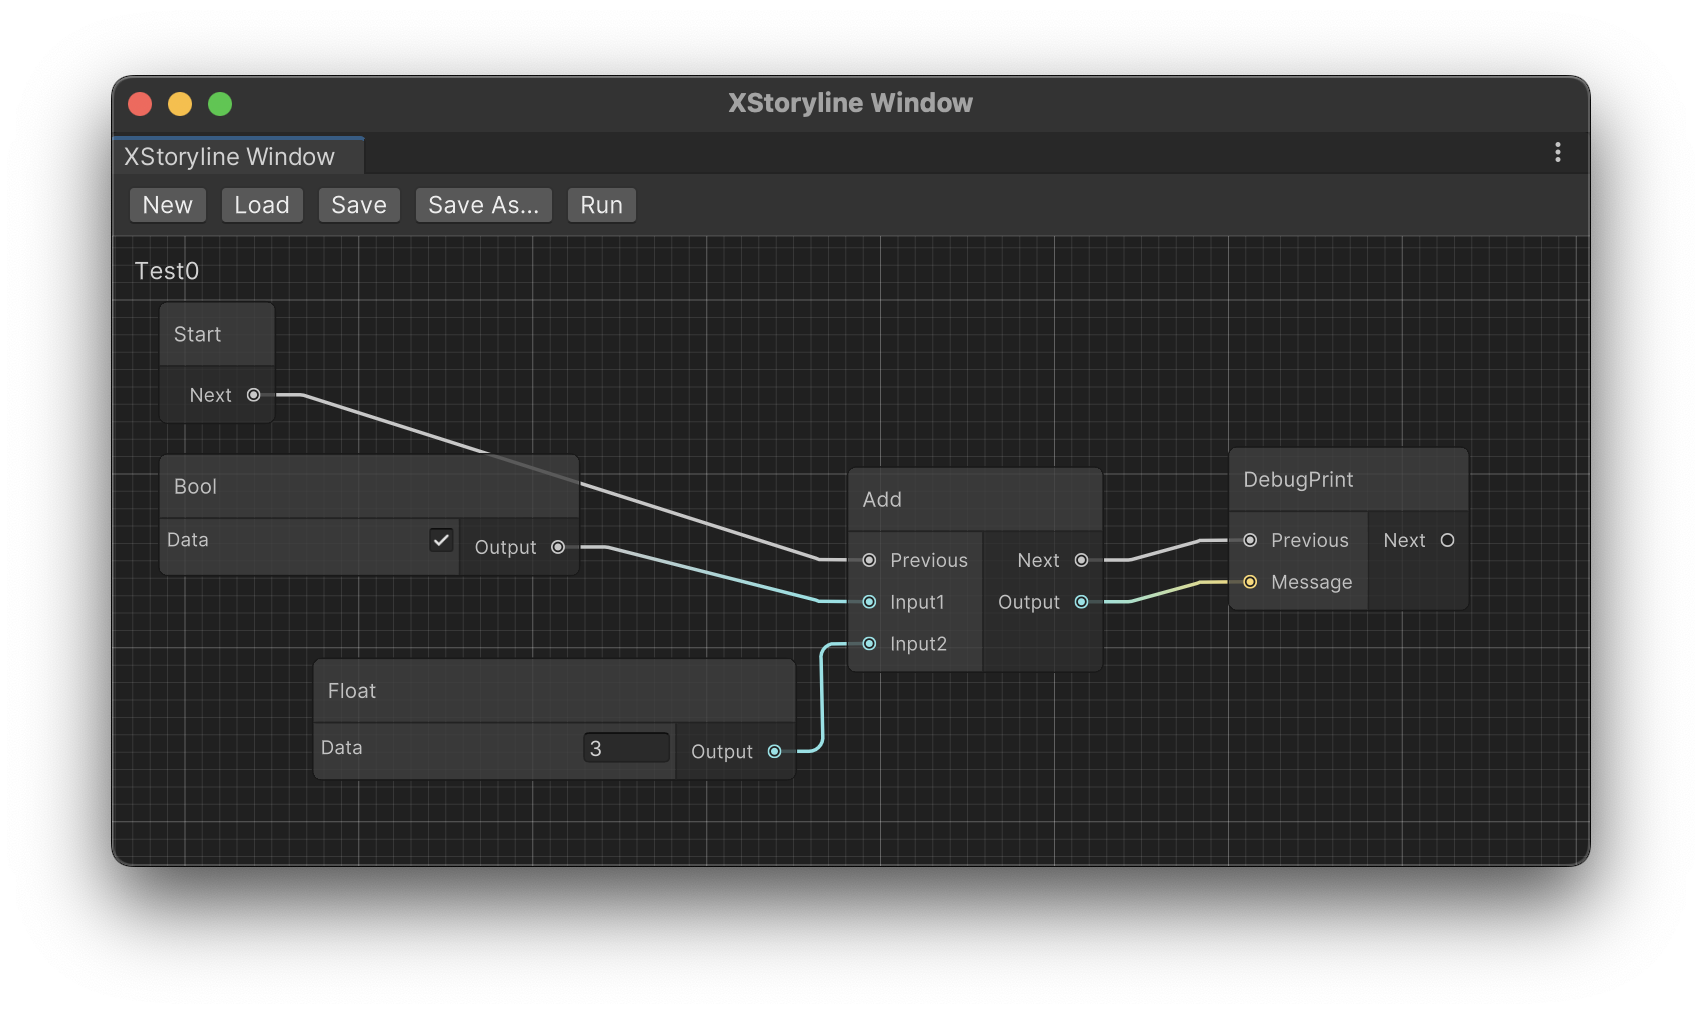 XStoryline Window
XStoryline Window
New Load Save Save As... Run
Test0
Start
Next
Bool
Data Output
Add
Previous Next
Input1 Output
Input2
DebugPrint
Previous Next
Message
Float
Data 3 Output